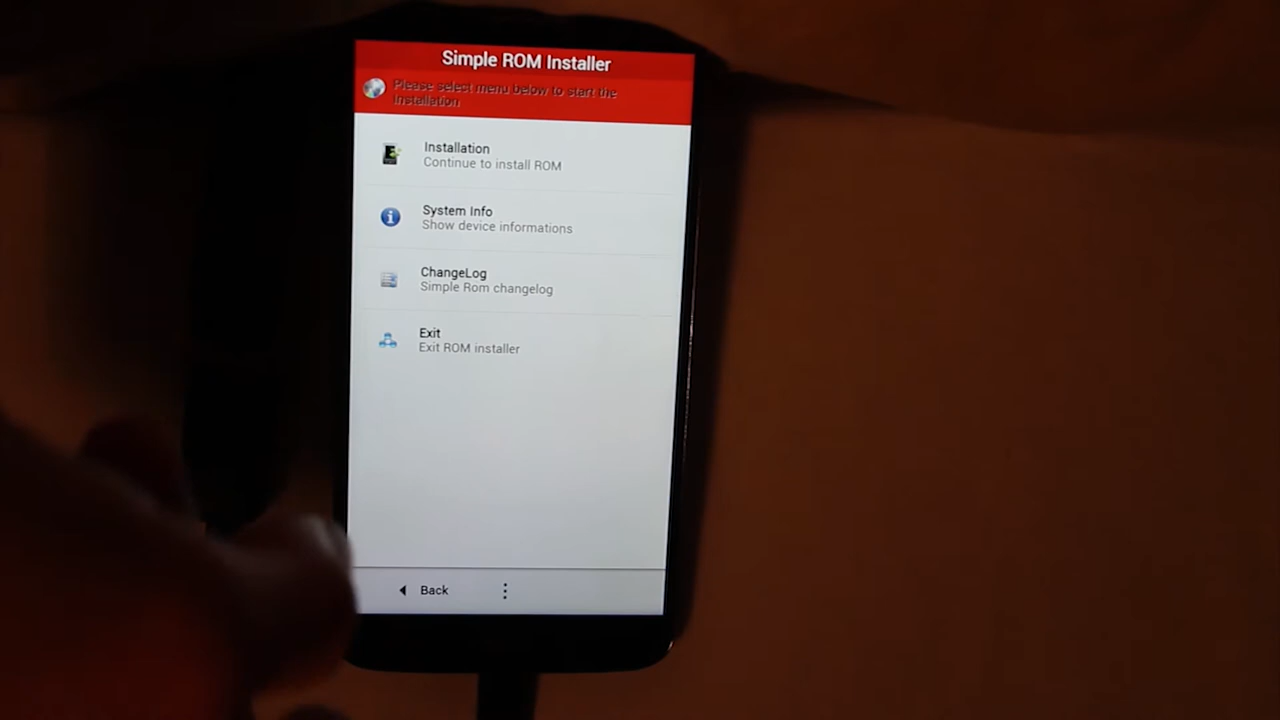 Simple ROM Installer
Please select menu below to start the
Installation
Installation
Continue to install ROM
System Info
Show device informations
ChangeLog
Simple Rom changelog
Exit
Exit ROM installer
Back